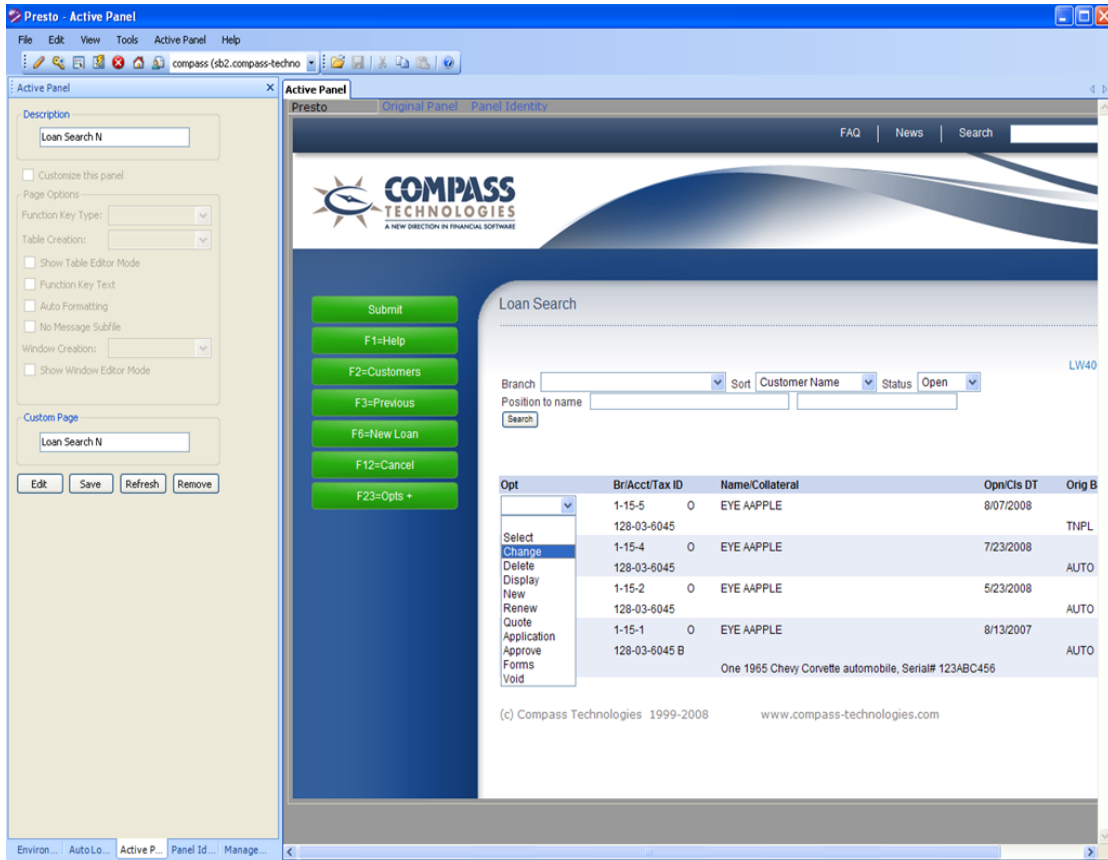 Presto - Active Panel
File Edit View Tools Active Panel Help
compass (sb2.compass-techno
Active Panel
Description
Loan Search N
Customize this panel
Page Options
Function Key Type:
Table Creation:
Show Table Editor Mode
Function Key Text
Auto Formatting
No Message Subfile
Window Creation:
Show Window Editor Mode
Custom Page
Loan Search N
Edit Save Refresh Remove
Environ... Auto Lo... Active P... Panel Id... Manage...
Active Panel
Presto Original Panel Panel Identity
FAQ News Search
COMPASS
TECHNOLOGIES
A NEW DIRECTION IN FINANCIAL SOFTWARE
Submit
F1=Help
F2=Customers
F3=Previous
F6=New Loan
F12=Cancel
F23=Opts +
Loan Search
LW40
Branch Sort Customer Name Status Open
Position to name
Search
Opt Br/Acct/Tax ID Name/Collateral Opn/Cls DT Orig B
1-15-5 O EYE AAPPLE 8/07/2008
128-03-6045 TNPL
1-15-4 O EYE AAPPLE 7/23/2008
128-03-6045 AUTO
1-15-2 O EYE AAPPLE 5/23/2008
128-03-6045 AUTO
1-15-1 O EYE AAPPLE 8/13/2007
128-03-6045 B AUTO
One 1965 Chevy Corvette automobile, Serial# 123ABC456
Select
Change
Delete
Display
New
Renew
Quote
Application
Approve
Forms
Void
(c) Compass Technologies 1999-2008 www.compass-technologies.com